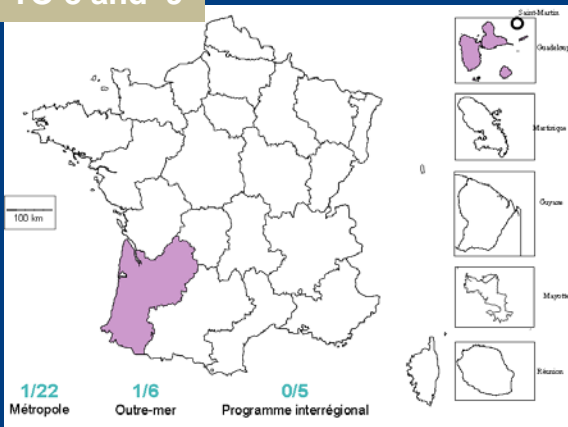 Saint-Martin
Martinique
Guyane
100 km
Mayotte
Réunion
1/22
1/6
0/5
Métropole
Outre-mer
Programme interrégional